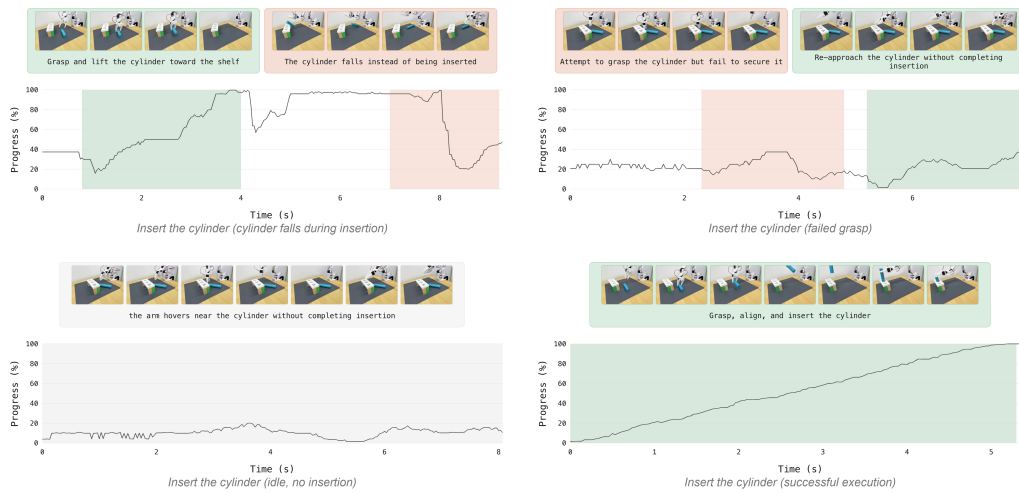 Grasp and lift the cylinder toward the shelf
The cylinder falls instead of being inserted
Progress (%)
100
80
60
40
20
0
0
2
4
6
8
Time (s)
Insert the cylinder (cylinder falls during insertion)
Attempt to grasp the cylinder but fail to secure it
Re-approach the cylinder without completing
insertion
Progress (%)
100
80
60
40
20
0
2
4
6
Time (s)
Insert the cylinder (failed grasp)
the arm hovers near the cylinder without completing insertion
Progress (%)
100
80
60
40
20
0
0
2
4
6
8
Time (s)
Insert the cylinder (idle, no insertion)
Grasp, align, and insert the cylinder
Progress (%)
100
80
60
40
20
0
0
1
2
3
4
5
Time (s)
Insert the cylinder (successful execution)